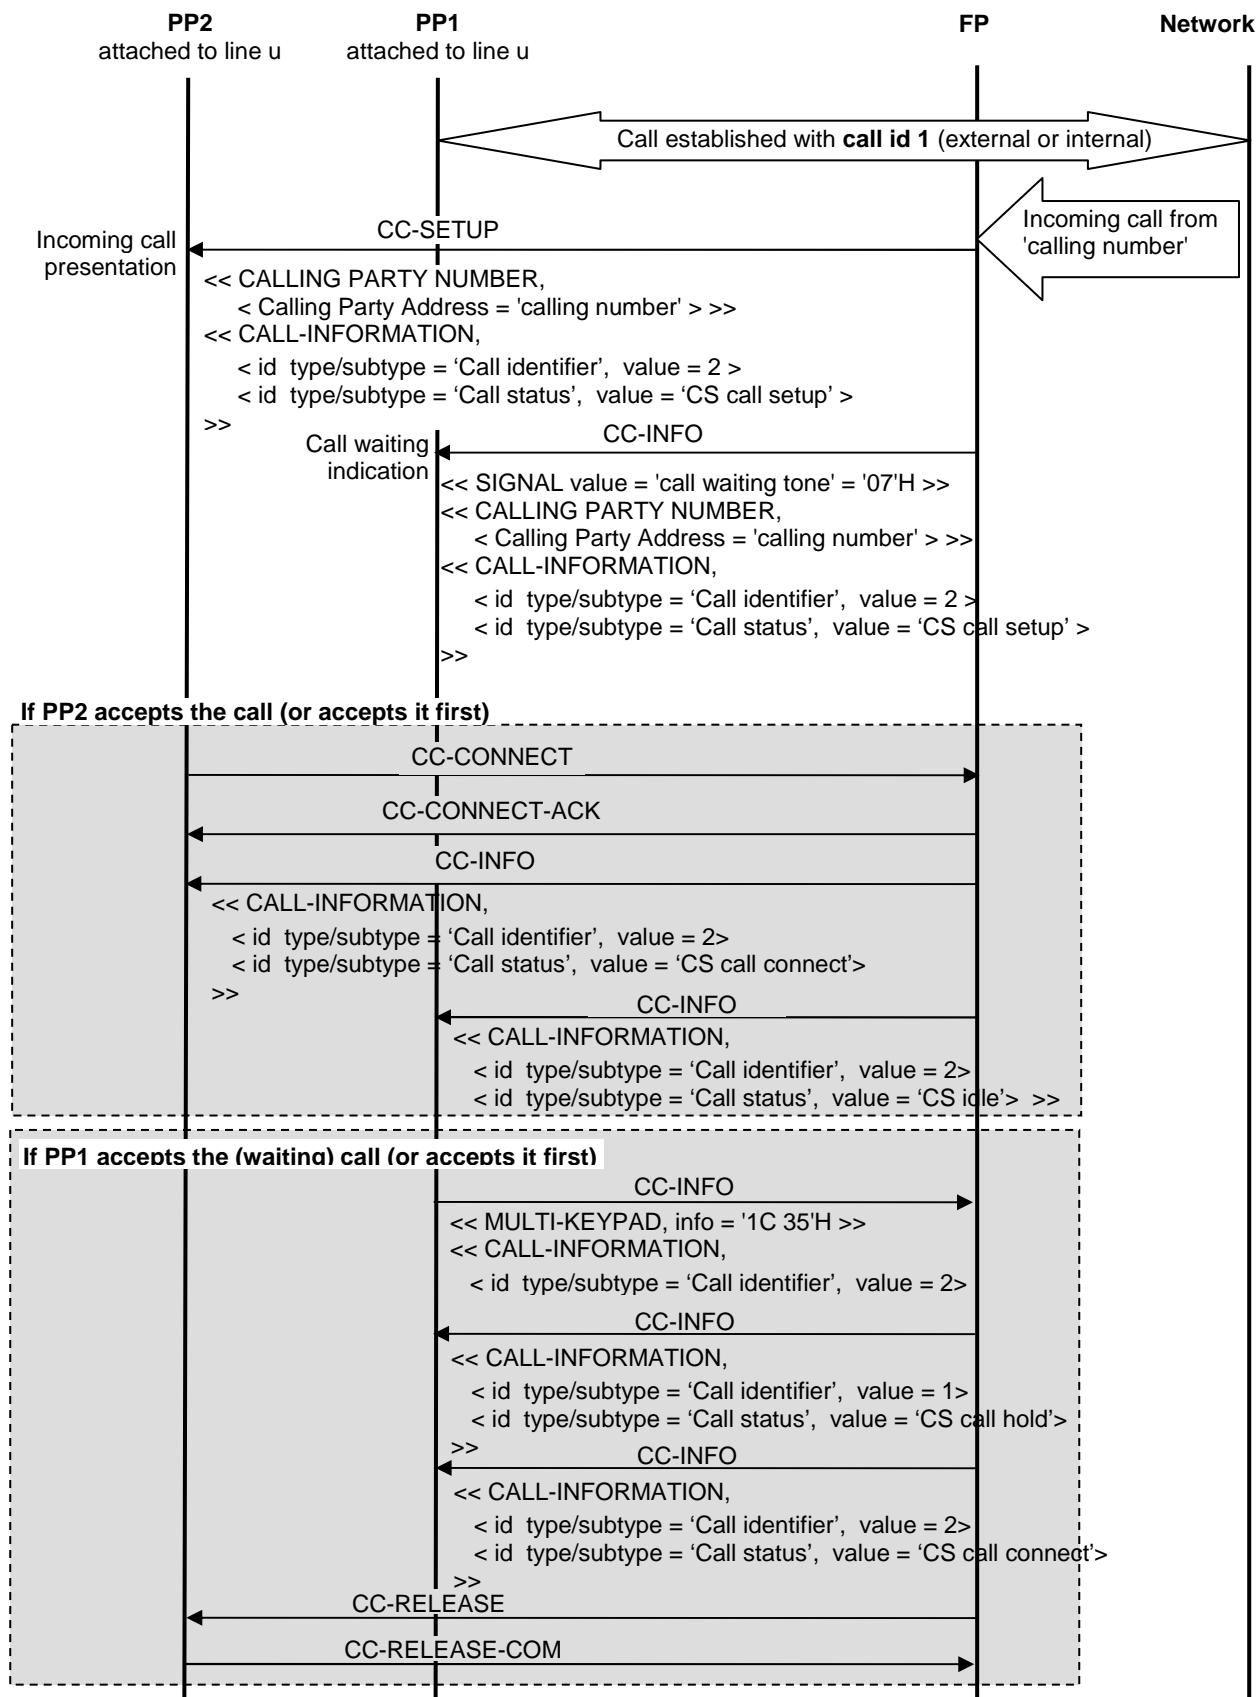 PP2
attached to line u
PP1
attached to line u
FP
Network
Call established with call id 1 (external or internal)
Incoming call from
'calling number'
CC-SETUP
Incoming call
presentation
<< CALLING PARTY NUMBER,
< Calling Party Address = 'calling number' > >>
<< CALL-INFORMATION,
< id type/subtype = ‘Call identifier’, value = 2 >
< id type/subtype = ‘Call status’, value = ‘CS call setup’ >
>>
CC-INFO
Call waiting
indication
<< SIGNAL value = 'call waiting tone' = '07'H >>
<< CALLING PARTY NUMBER,
< Calling Party Address = 'calling number' > >>
<< CALL-INFORMATION,
< id type/subtype = ‘Call identifier’, value = 2 >
< id type/subtype = ‘Call status’, value = ‘CS call setup’ >
>>
If PP2 accepts the call (or accepts it first)
CC-CONNECT
CC-CONNECT-ACK
CC-INFO
<< CALL-INFORMATION,
< id type/subtype = ‘Call identifier’, value = 2>
< id type/subtype = ‘Call status’, value = ‘CS call connect’>
>>
CC-INFO
<< CALL-INFORMATION,
< id type/subtype = ‘Call identifier’, value = 2>
< id type/subtype = ‘Call status’, value = ‘CS idle’> >>
If PP1 accepts the (waiting) call (or accepts it first)
CC-INFO
<< MULTI-KEYPAD, info = '1C 35'H >>
<< CALL-INFORMATION,
< id type/subtype = ‘Call identifier’, value = 2>
CC-INFO
<< CALL-INFORMATION,
< id type/subtype = ‘Call identifier’, value = 1>
< id type/subtype = ‘Call status’, value = ‘CS call hold’>
>>
CC-INFO
<< CALL-INFORMATION,
< id type/subtype = ‘Call identifier’, value = 2>
< id type/subtype = ‘Call status’, value = ‘CS call connect’>
>>
CC-RELEASE
CC-RELEASE-COM